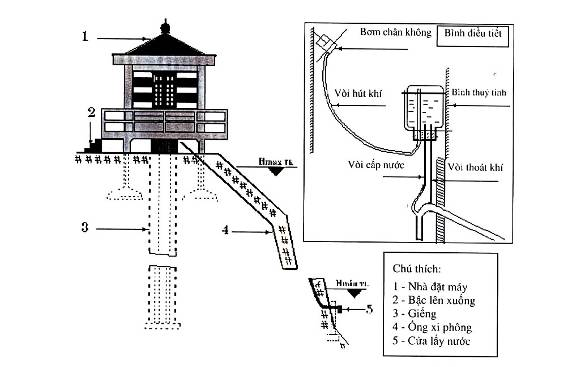 1
2
3
4
Hmax TK
Hmin TL
5
Bơm chân không
Bình điều tiết
Vòi hút khí
Bình thuỷ tinh
Vòi cấp nước
Vòi thoát khí
Chú thích:
1 - Nhà đặt máy
2 - Bậc lên xuống
3 - Giếng
4 - Ống xi phông
5 - Cửa lấy nước